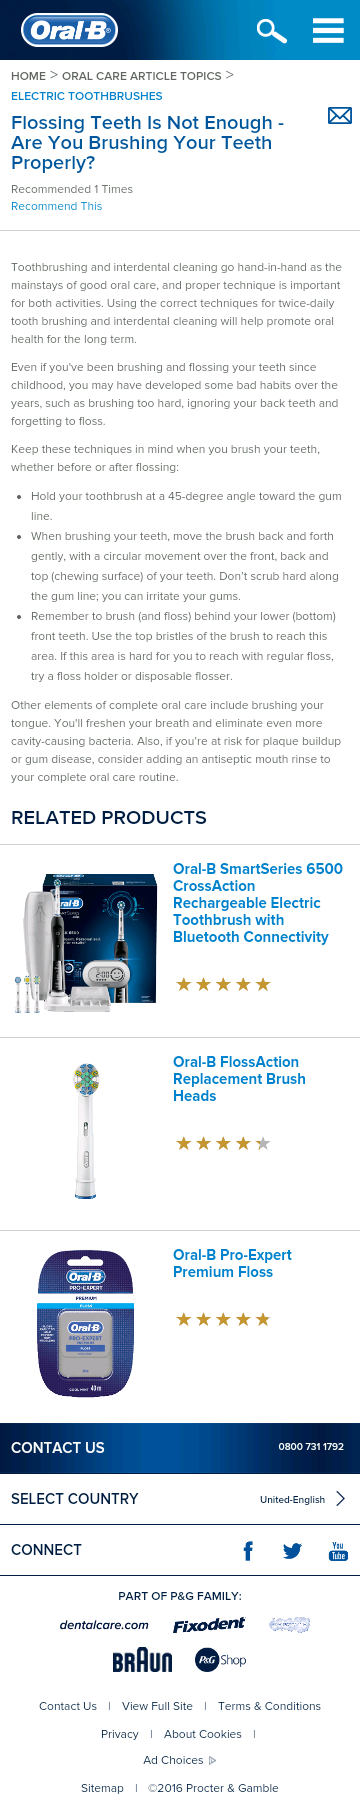 Oral-B
HOME > ORAL CARE ARTICLE TOPICS >
ELECTRIC TOOTHBRUSHES
Flossing Teeth Is Not Enough -
Are You Brushing Your Teeth
Properly?
Recommended 1 Times
Recommend This
Toothbrushing and interdental cleaning go hand-in-hand as the
mainstays of good oral care, and proper technique is important
for both activities. Using the correct techniques for twice-daily
tooth brushing and interdental cleaning will help promote oral
health for the long term.
Even if you've been brushing and flossing your teeth since
childhood, you may have developed some bad habits over the
years, such as brushing too hard, ignoring your back teeth and
forgetting to floss.
Keep these techniques in mind when you brush your teeth,
whether before or after flossing:
• Hold your toothbrush at a 45-degree angle toward the gum
line.
• When brushing your teeth, move the brush back and forth
gently, with a circular movement over the front, back and
top (chewing surface) of your teeth. Don't scrub hard along
the gum line; you can irritate your gums.
• Remember to brush (and floss) behind your lower (bottom)
front teeth. Use the top bristles of the brush to reach this
area. If this area is hard for you to reach with regular floss,
try a floss holder or disposable flosser.
Other elements of complete oral care include brushing your
tongue. You'll freshen your breath and eliminate even more
cavity-causing bacteria. Also, if you're at risk for plaque buildup
or gum disease, consider adding an antiseptic mouth rinse to
your complete oral care routine.
RELATED PRODUCTS
Oral-B
Oral-B SmartSeries 6500
CrossAction
Rechargeable Electric
Toothbrush with
Bluetooth Connectivity
Oral-B FlossAction
Replacement Brush
Heads
Oral-B
PRO-EXPERT
PREMIUM
FLOSS
Oral-B
PRO-EXPERT
FLOSS
COOL MINT 40m
Oral-B Pro-Expert
Premium Floss
CONTACT US
0800 731 1792
SELECT COUNTRY
United-English
CONNECT
You
Tube
PART OF P&G FAMILY:
dentalcare.com
Fixodent
BRAUN
P&G Shop
Contact Us | View Full Site | Terms & Conditions
Privacy | About Cookies |
Ad Choices
Sitemap | ©2016 Procter & Gamble